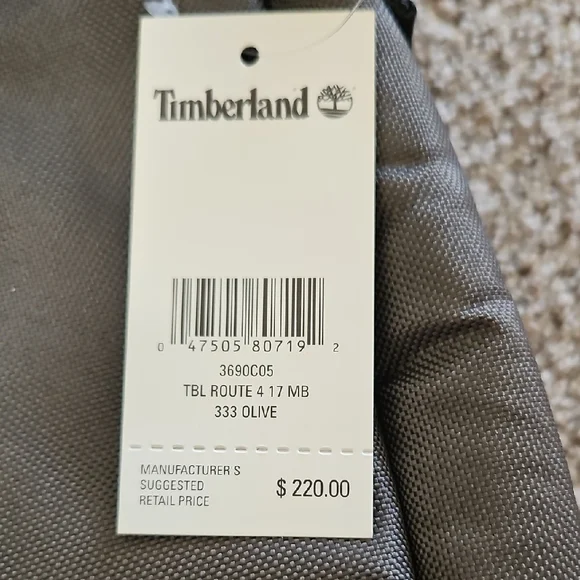 Timberland
0 47505 80719 2
3690C05
TBL ROUTE 4 17 MB
333 OLIVE
MANUFACTURER S
SUGGESTED
RETAIL PRICE
$ 220.00